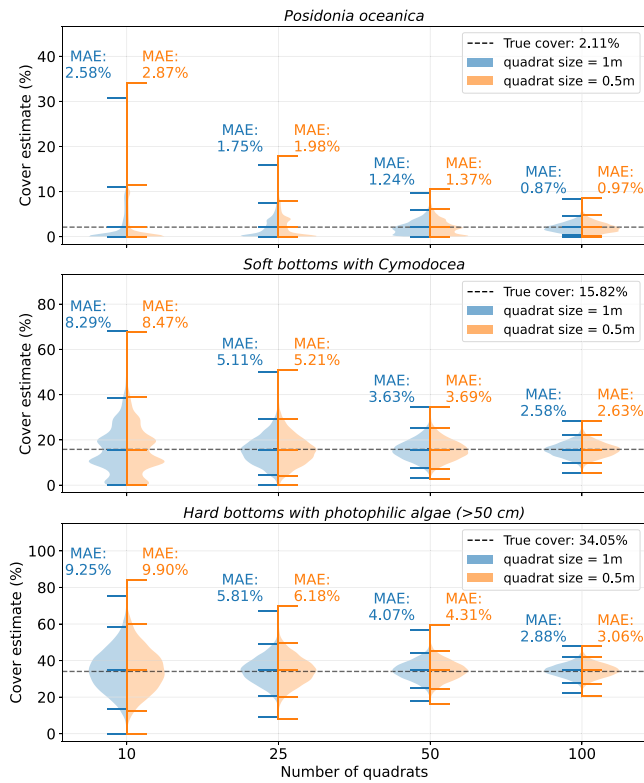 Posidonia oceanica
MAE:
2.58%
MAE:
2.87%
MAE:
1.75%
MAE:
1.98%
MAE:
1.24%
MAE:
1.37%
MAE:
0.87%
MAE:
0.97%
True cover: 2.11%
quadrat size = 1m
quadrat size = 0.5m
Cover estimate (%)
40
30
20
10
0
Soft bottoms with Cymodocea
MAE:
8.29%
MAE:
8.47%
MAE:
5.11%
MAE:
5.21%
MAE:
3.63%
MAE:
3.69%
MAE:
2.58%
MAE:
2.63%
True cover: 15.82%
quadrat size = 1m
quadrat size = 0.5m
Cover estimate (%)
80
60
40
20
0
Hard bottoms with photophilic algae (>50 cm)
MAE:
9.25%
MAE:
9.90%
MAE:
5.81%
MAE:
6.18%
MAE:
4.07%
MAE:
4.31%
MAE:
2.88%
MAE:
3.06%
True cover: 34.05%
quadrat size = 1m
quadrat size = 0.5m
Cover estimate (%)
100
80
60
40
20
0
10
25
50
100
Number of quadrats